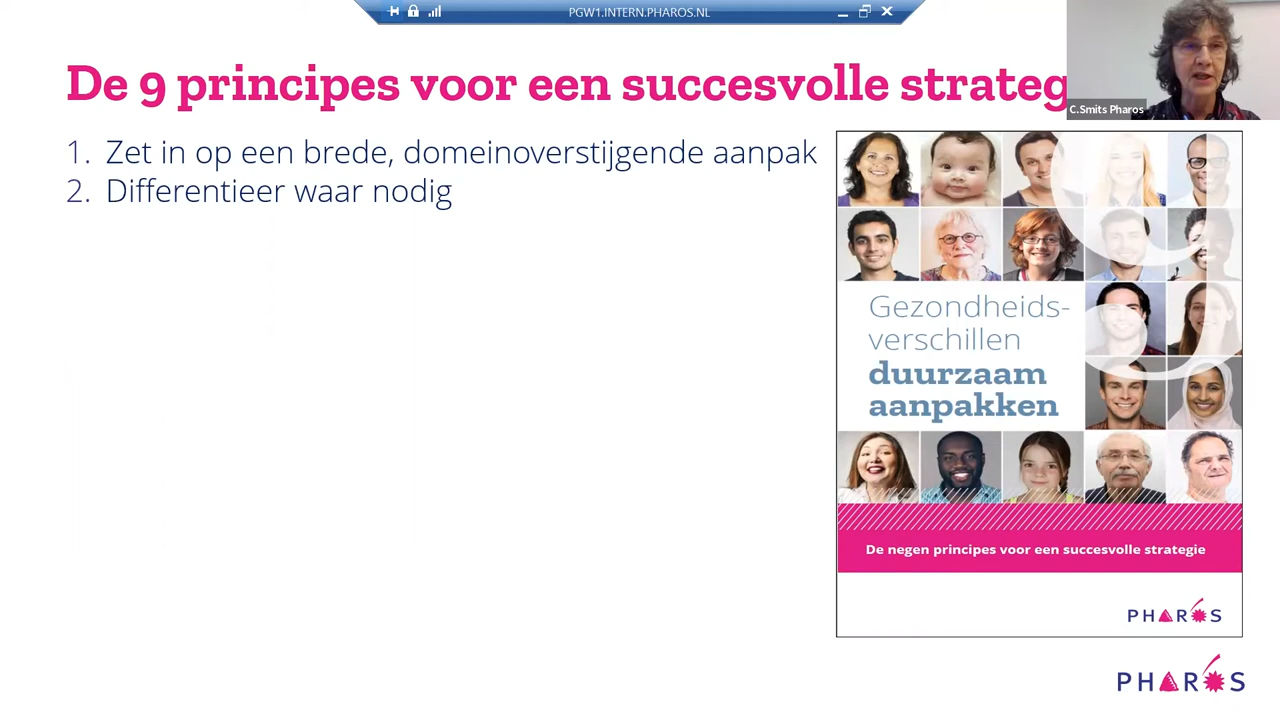 PGW1.INTERN.PHAROS.NL
De 9 principes voor een succesvolle strateg
C.Smits Pharos
1. Zet in op een brede, domeinoverstijgende aanpak
2. Differentieer waar nodig
9
Gezondheids-
verschillen
duurzaam
aanpakken
De negen principes voor een succesvolle strategie
PHAROS
PHAROS